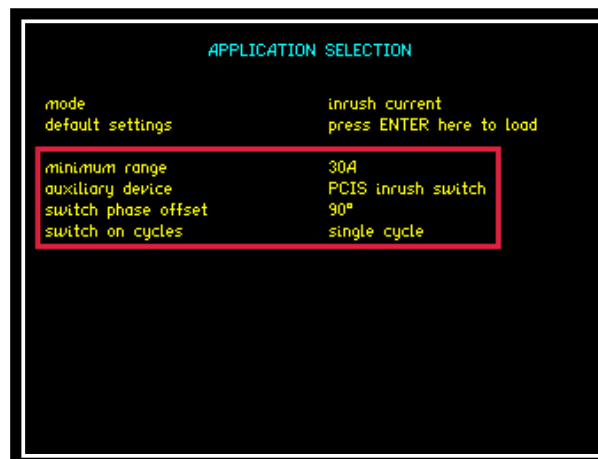 APPLICATION SELECTION
mode inrush current
default settings press ENTER here to load
minimum range 30A
auxiliary device PCIS inrush switch
switch phase offset 90°
switch on cycles single cycle